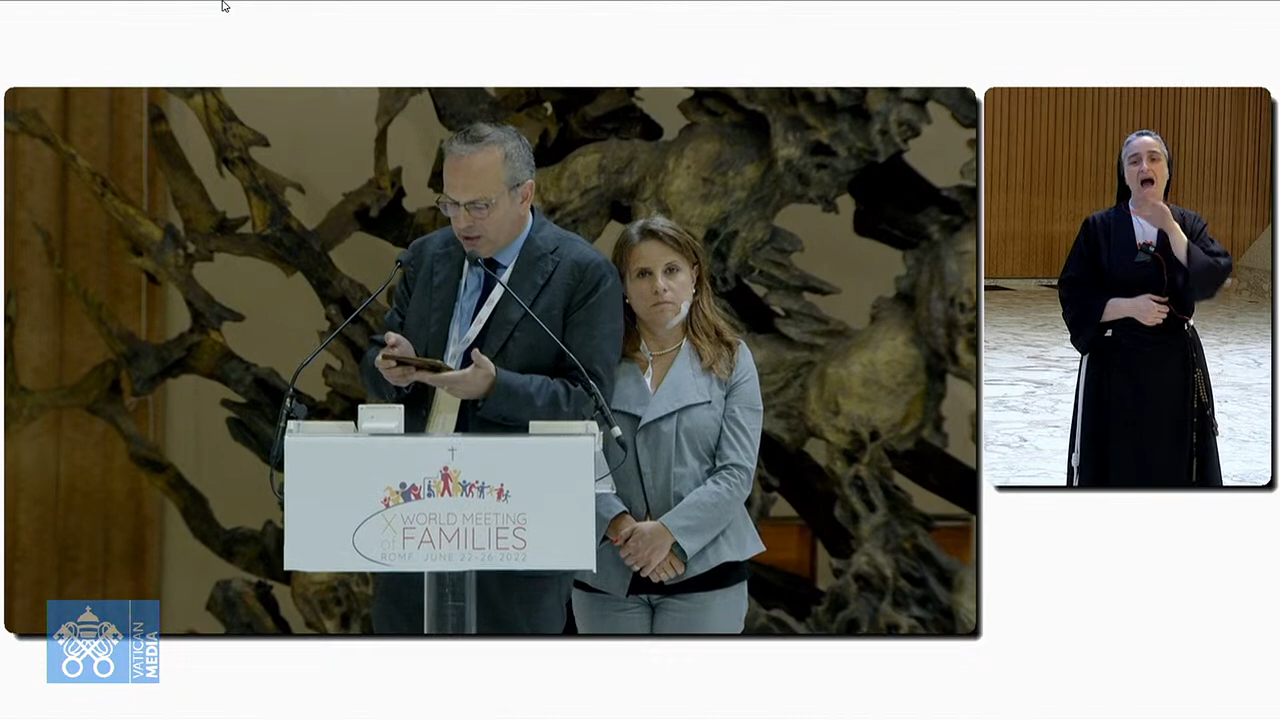 X WORLD MEETING
of FAMILIES
ROME, JUNE 22-26 2022
VATICAN
MEDIA